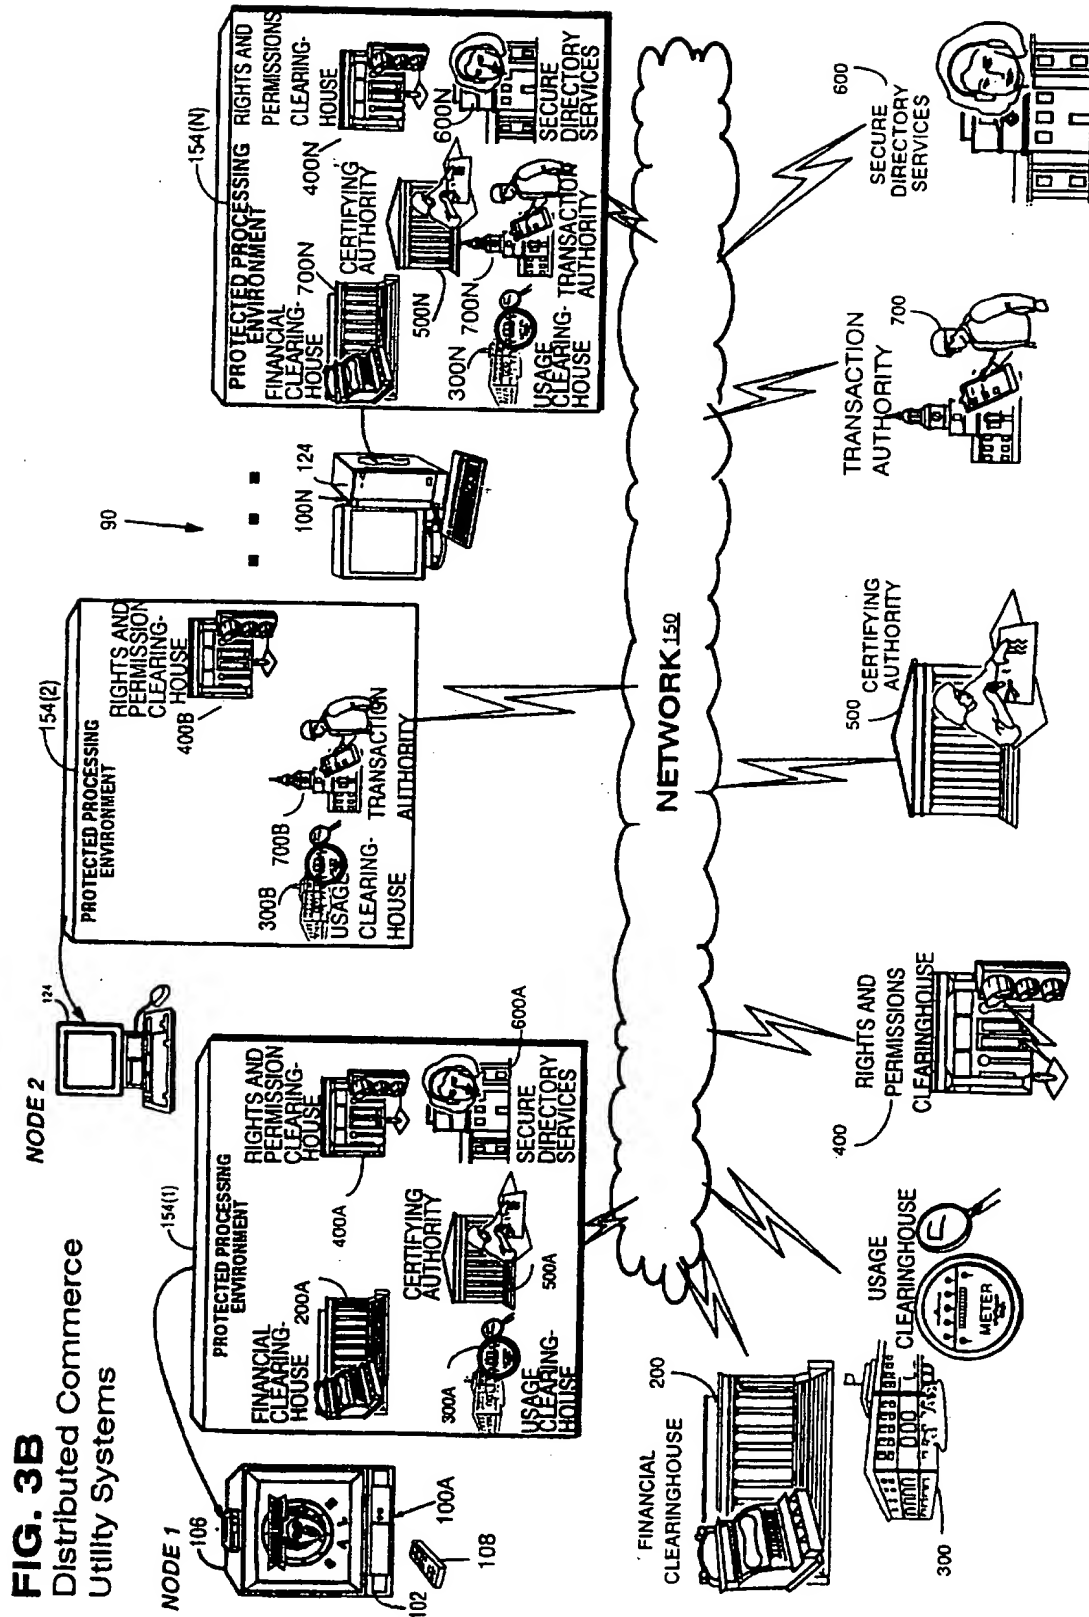 FIG. 3B
Distributed Commerce
Utility Systems
NODE 1
106
102
108
100A
154(1)
PROTECTED PROCESSING
ENVIRONMENT
FINANCIAL
CLEARING-
HOUSE
200A
RIGHTS AND
PERMISSION
CLEARING-
HOUSE
400A
CERTIFYING
AUTHORITY
500A
300A
USAGE
CLEARING-
HOUSE
600A
SECURE
DIRECTORY
SERVICES
NODE 2
124
154(2)
PROTECTED PROCESSING
ENVIRONMENT
RIGHTS AND
PERMISSION
CLEARING-
HOUSE
400B
300B
USAGE
CLEARING-
HOUSE
700B
TRANSACTION
AUTHORITY
90
100N
124
154(N)
PROTECTED PROCESSING
ENVIRONMENT
FINANCIAL
CLEARING-
HOUSE
700N
RIGHTS AND
PERMISSIONS
CLEARING-
HOUSE
400N
CERTIFYING
AUTHORITY
500N
300N
USAGE
CLEARING-
HOUSE
700N
TRANSACTION
AUTHORITY
600N
SECURE
DIRECTORY
SERVICES
NETWORK 150
FINANCIAL
CLEARINGHOUSE
200
300
USAGE
CLEARINGHOUSE
METER
400
RIGHTS AND
PERMISSIONS
CLEARINGHOUSE
500
CERTIFYING
AUTHORITY
TRANSACTION
AUTHORITY
700
SECURE
DIRECTORY
SERVICES
600